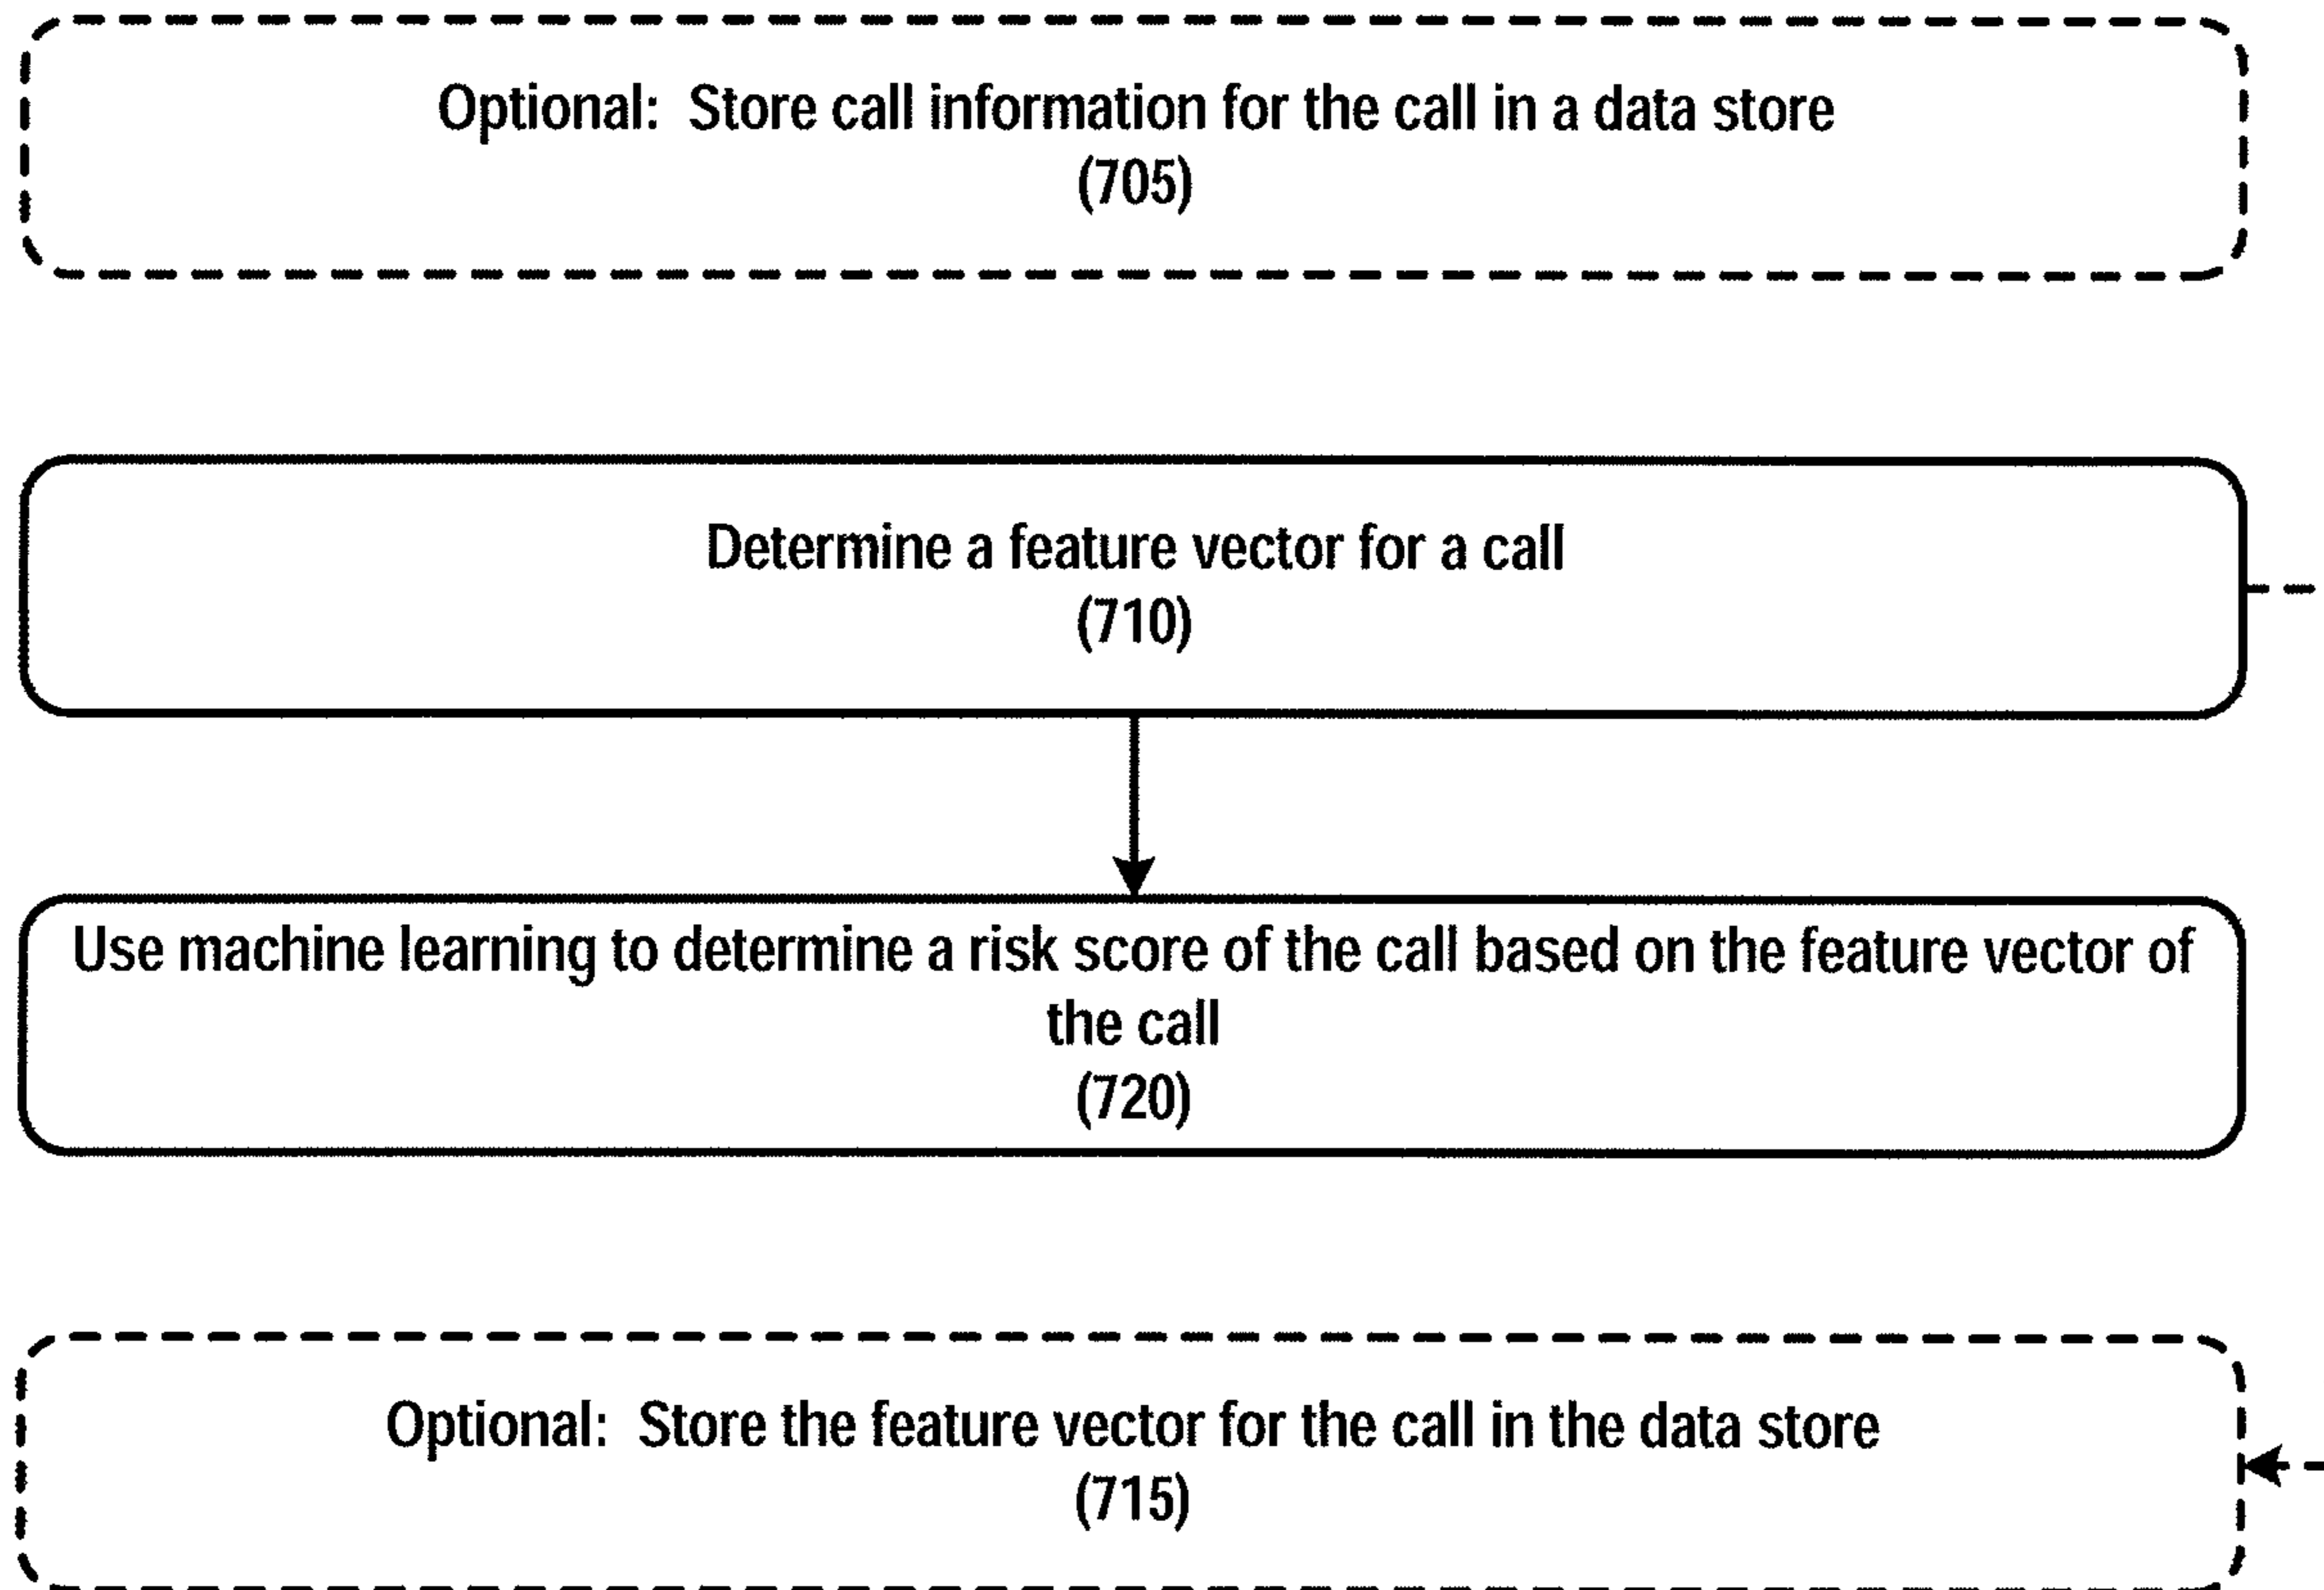 Optional:  Store call information for the call in a data store
(705)
Determine a feature vector for a call
(710)
Use machine learning to determine a risk score of the call based on the feature vector of
the call
(720)
Optional:  Store the feature vector for the call in the data store
(715)